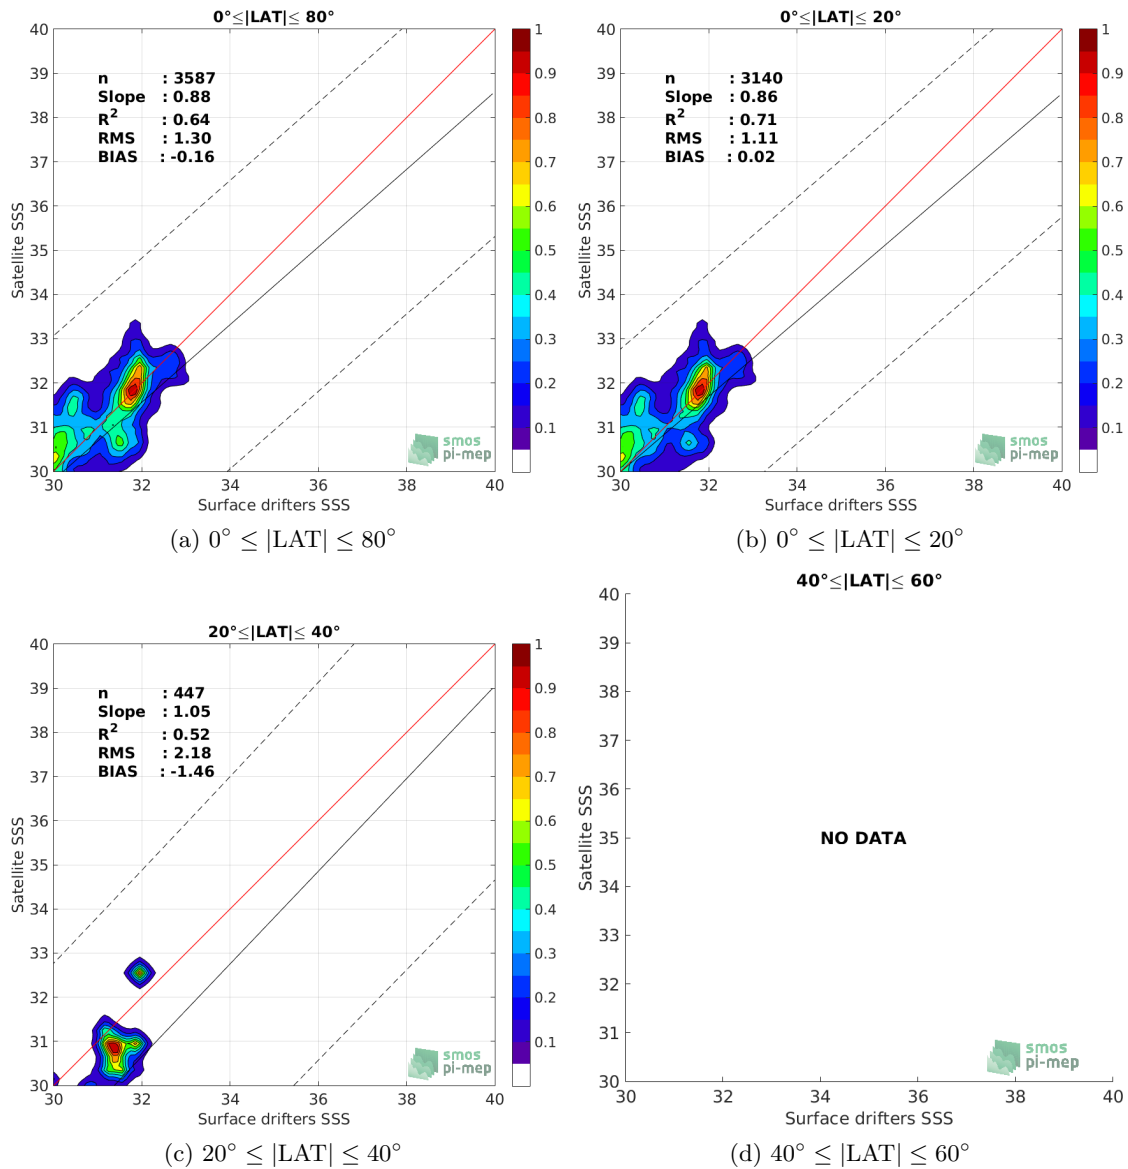 0°≤|LAT|≤ 80°
n : 3587
Slope : 0.88
R2 : 0.64
RMS : 1.30
BIAS : -0.16
Satellite SSS
40
39
38
37
36
35
34
33
32
31
30
30 32 34 36 38 40
Surface drifters SSS
1
0.9
0.8
0.7
0.6
0.5
0.4
0.3
0.2
0.1
smos
pi-mep
(a) 0° ≤ |LAT| ≤ 80°
0°≤|LAT|≤ 20°
n : 3140
Slope : 0.86
R2 : 0.71
RMS : 1.11
BIAS : 0.02
Satellite SSS
40
39
38
37
36
35
34
33
32
31
30
30 32 34 36 38 40
Surface drifters SSS
1
0.9
0.8
0.7
0.6
0.5
0.4
0.3
0.2
0.1
smos
pi-mep
(b) 0° ≤ |LAT| ≤ 20°
20°≤|LAT|≤ 40°
n : 447
Slope : 1.05
R2 : 0.52
RMS : 2.18
BIAS : -1.46
Satellite SSS
40
39
38
37
36
35
34
33
32
31
30
30 32 34 36 38 40
Surface drifters SSS
1
0.9
0.8
0.7
0.6
0.5
0.4
0.3
0.2
0.1
smos
pi-mep
(c) 20° ≤ |LAT| ≤ 40°
40°≤|LAT|≤ 60°
NO DATA
Satellite SSS
40
39
38
37
36
35
34
33
32
31
30
30 32 34 36 38 40
Surface drifters SSS
smos
pi-mep
(d) 40° ≤ |LAT| ≤ 60°